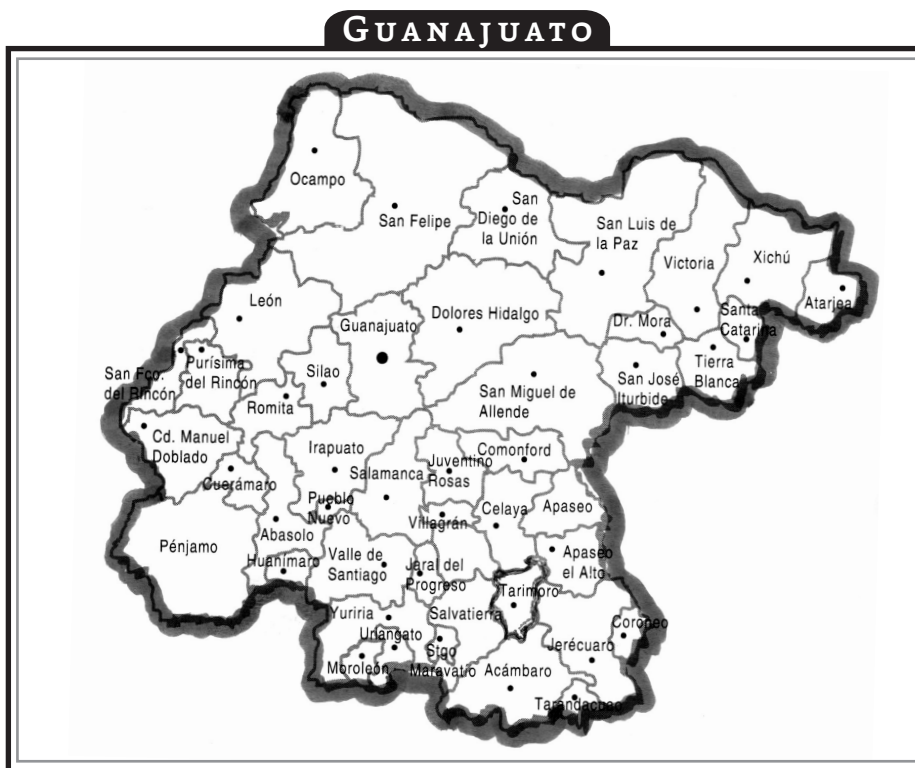 GUANAJUATO
Ocampo
San Felipe
San
Diego de
la Unión
San Luis de
la Paz
Victoria
Xichú
Atarjea
León
Guanajuato
Dolores Hidalgo
Dr. Mora
Santa
Catarina
San Fco.
del Rincón
Purísima
del Rincón
Silao
Romita
San Miguel de
Allende
San José
Iturbide
Tierra
Blanca
Cd. Manuel
Doblado
Cuerámaro
Irapuato
Salamanca
Juventino
Rosas
Comonford
Pueblo
Nuevo
Villagrán
Celaya
Apaseo
Pénjamo
Abasolo
Huanímaro
Valle de
Santiago
Jaral del
Progreso
Apaseo
el Alto
Tarimoro
Yuriria
Uriangato
Salvatierra
Coroneo
Moroleón
Stgo
Maravatío
Acámbaro
Jerécuaro
Tarandacuao